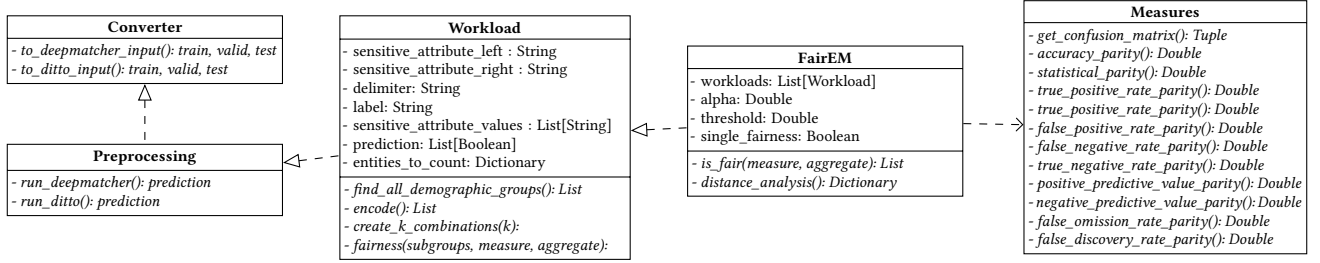 Converter
- to_deepmatcher_input(): train, valid, test
- to_ditto_input(): train, valid, test
Preprocessing
- run_deepmatcher(): prediction
- run_ditto(): prediction
Workload
- sensitive_attribute_left : String
- sensitive_attribute_right : String
- delimiter: String
- label: String
- sensitive_attribute_values : List[String]
- prediction: List[Boolean]
- entities_to_count: Dictionary
- find_all_demographic_groups(): List
- encode(): List
- create_k_combinations(k):
- fairness(subgroups, measure, aggregate):
FairEM
- workloads: List[Workload]
- alpha: Double
- threshold: Double
- single_fairness: Boolean
- is_fair(measure, aggregate): List
- distance_analysis(): Dictionary
Measures
- get_confusion_matrix(): Tuple
- accuracy_parity(): Double
- statistical_parity(): Double
- true_positive_rate_parity(): Double
- true_positive_rate_parity(): Double
- false_positive_rate_parity(): Double
- false_negative_rate_parity(): Double
- true_negative_rate_parity(): Double
- positive_predictive_value_parity(): Double
- negative_predictive_value_parity(): Double
- false_omission_rate_parity(): Double
- false_discovery_rate_parity(): Double